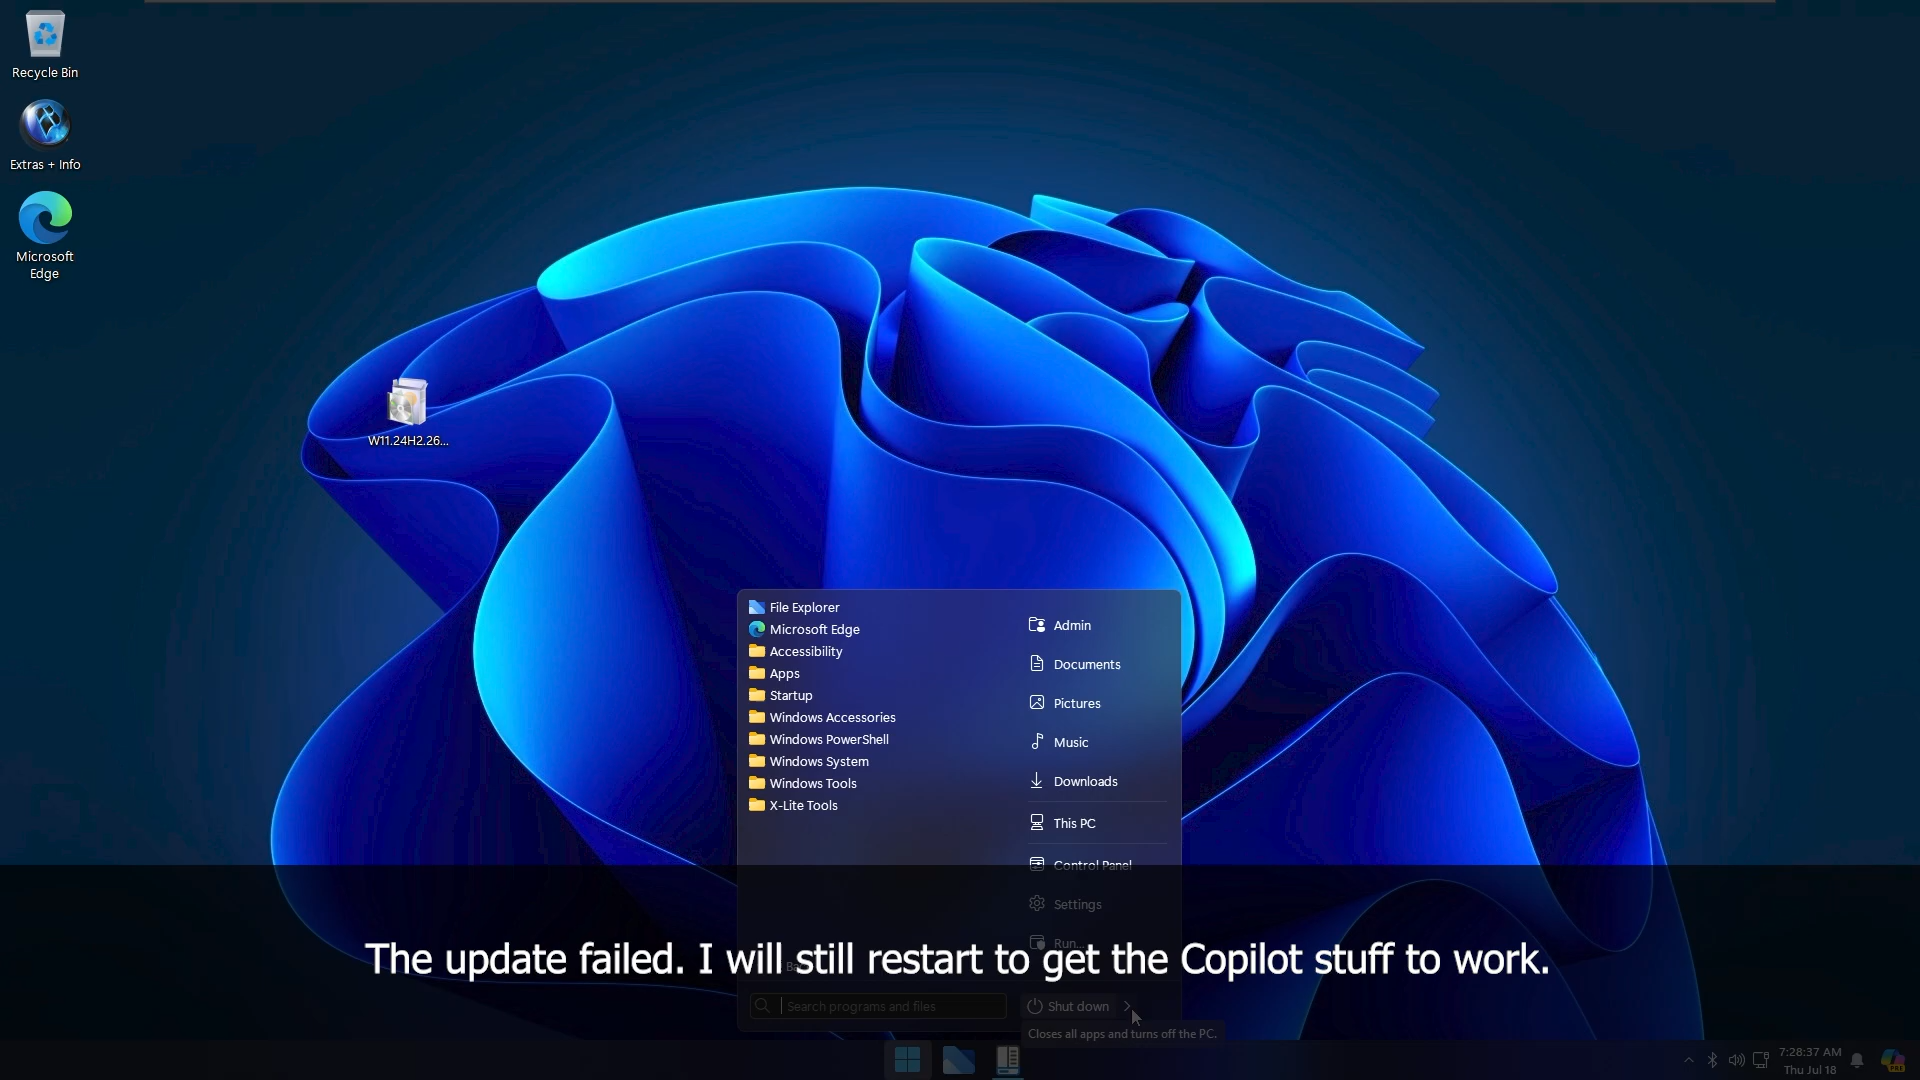 Recycle Bin
Extras + Info
Microsoft
Edge
W11.24H2.26...
File Explorer
Microsoft Edge
Accessibility
Apps
Startup
Windows Accessories
Windows PowerShell
Windows System
Windows Tools
X-Lite Tools
Admin
Documents
Pictures
Music
Downloads
This PC
Control Panel
Settings
Run...
The update failed. I will still restart to get the Copilot stuff to work.
Search programs and files
Shut down
Closes all apps and turns off the PC.
7:28:37 AM
Thu Jul 18
PRE